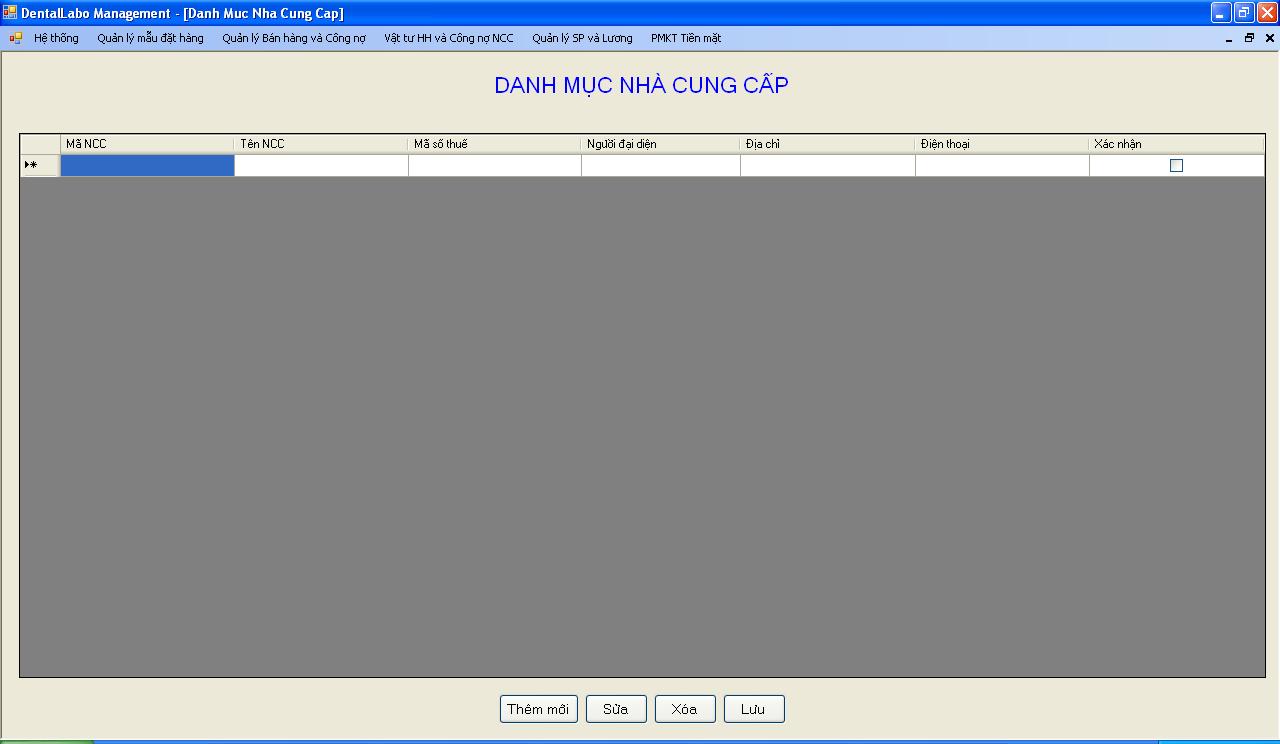 DentalLabo Management - [Danh Muc Nha Cung Cap]
Hệ thống Quản lý mẫu đặt hàng Quản lý Bán hàng và Công nợ Vật tư HH và Công nợ NCC Quản lý SP và Lương PMKT Tiền mặt
DANH MỤC NHÀ CUNG CẤP
Mã NCC Tên NCC Mã số thuế Người đại diện Địa chỉ Điện thoại Xác nhận
Thêm mới Sửa Xóa Lưu